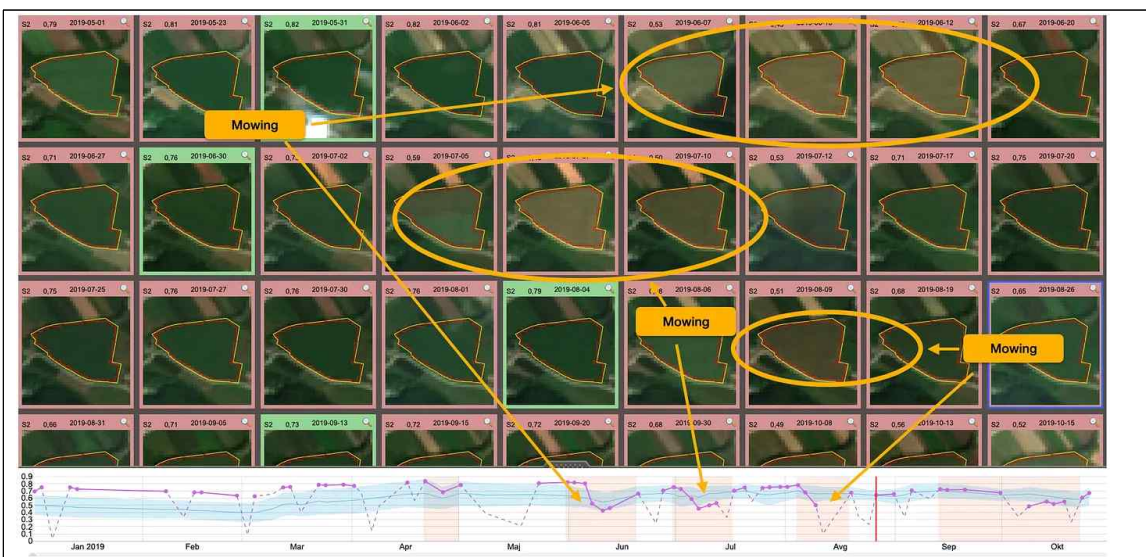 S2 0,79 2019-05-01
S2 0,81 2019-05-23
S2 0,82 2019-05-31
S2 0,82 2019-06-02
S2 0,81 2019-06-05
S2 0,53 2019-06-07
S2
2019-06-12
S2 0,67 2019-06-20
Mowing
S2 0,71 2019-06-27
S2 0,76 2019-06-30
S2 2019-07-02
S2 0,59 2019-07-05
S2
S2 2019-07-10
S2 0,53 2019-07-12
S2 0,71 2019-07-17
S2 0,75 2019-07-20
S2 0,75 2019-07-25
S2 0,76 2019-07-27
S2 0,76 2019-07-30
S2 0,76 2019-08-01
S2 0,79 2019-08-04
S2 2019-08-06
S2 0,51 2019-08-09
S2 0,68 2019-08-19
S2 0,65 2019-08-26
Mowing
Mowing
S2 0,66 2019-08-31
S2 0,71 2019-09-05
S2 0,73 2019-09-13
S2 0,72 2019-09-15
S2 0,72 2019-09-20
S2 0,68 2019-09-30
S2 0,49 2019-10-08
S2 0,56 2019-10-13
S2 0,52 2019-10-15
0.9
0.8
0.7
0.6
0.5
0.4
0.3
0.2
0.1
0
Jan 2019 Feb Mar Apr Maj Jun Jul Avg Sep Okt